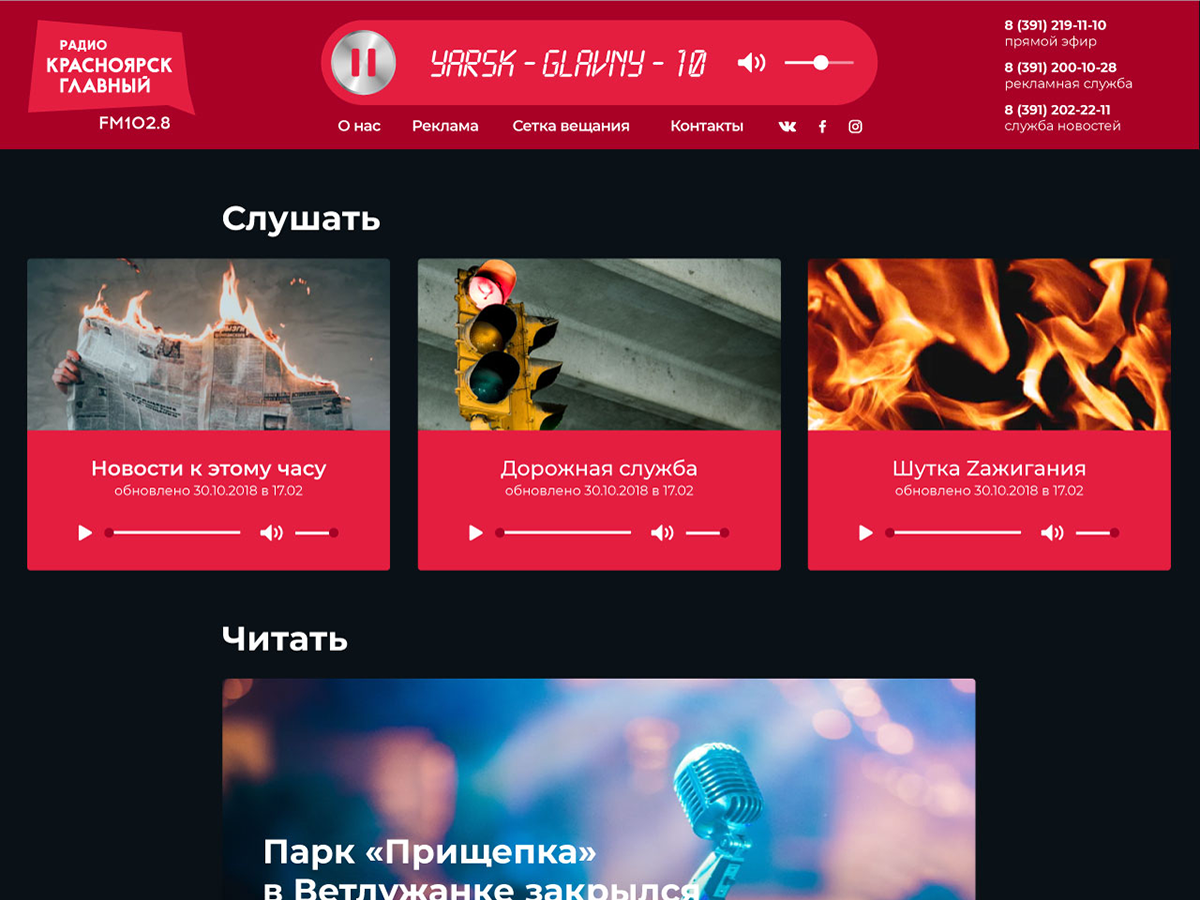 РАДИО
КРАСНОЯРСК
ГЛАВНЫЙ
FM102.8
YARSK - GLAVNY - 10
О нас Реклама Сетка вещания Контакты
8 (391) 219-11-10
прямой эфир
8 (391) 200-10-28
рекламная служба
8 (391) 202-22-11
служба новостей
Слушать
Новости к этому часу
обновлено 30.10.2018 в 17.02
Дорожная служба
обновлено 30.10.2018 в 17.02
Шутка Zажигания
обновлено 30.10.2018 в 17.02
Читать
Парк «Прищепка»
в Ветлужанке закрылся